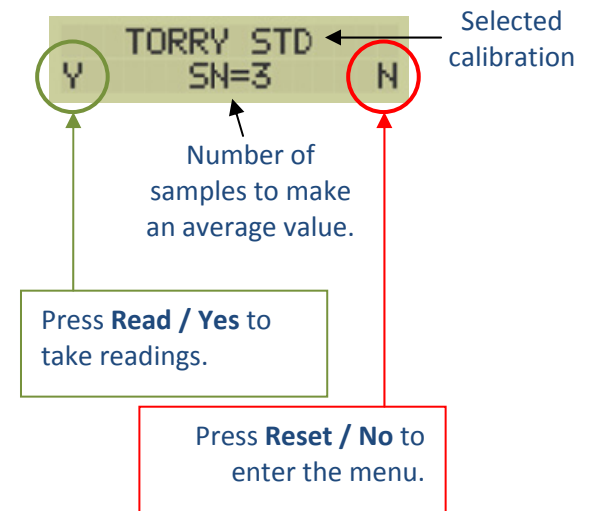 Selected
calibration
TORRY STD
Y SN=3 N
Number of
samples to make
an average value.
Press Read / Yes to
take readings.
Press Reset / No to
enter the menu.